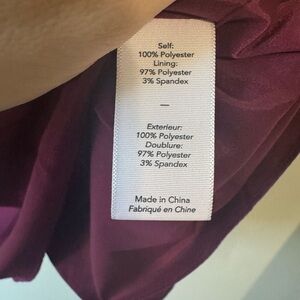 Self:
100% Polyester
Lining:
97% Polyester
3% Spandex
—
Exterieur:
100% Polyester
Doublure:
97% Polyester
3% Spandex
Made in China
Fabriqué en Chine